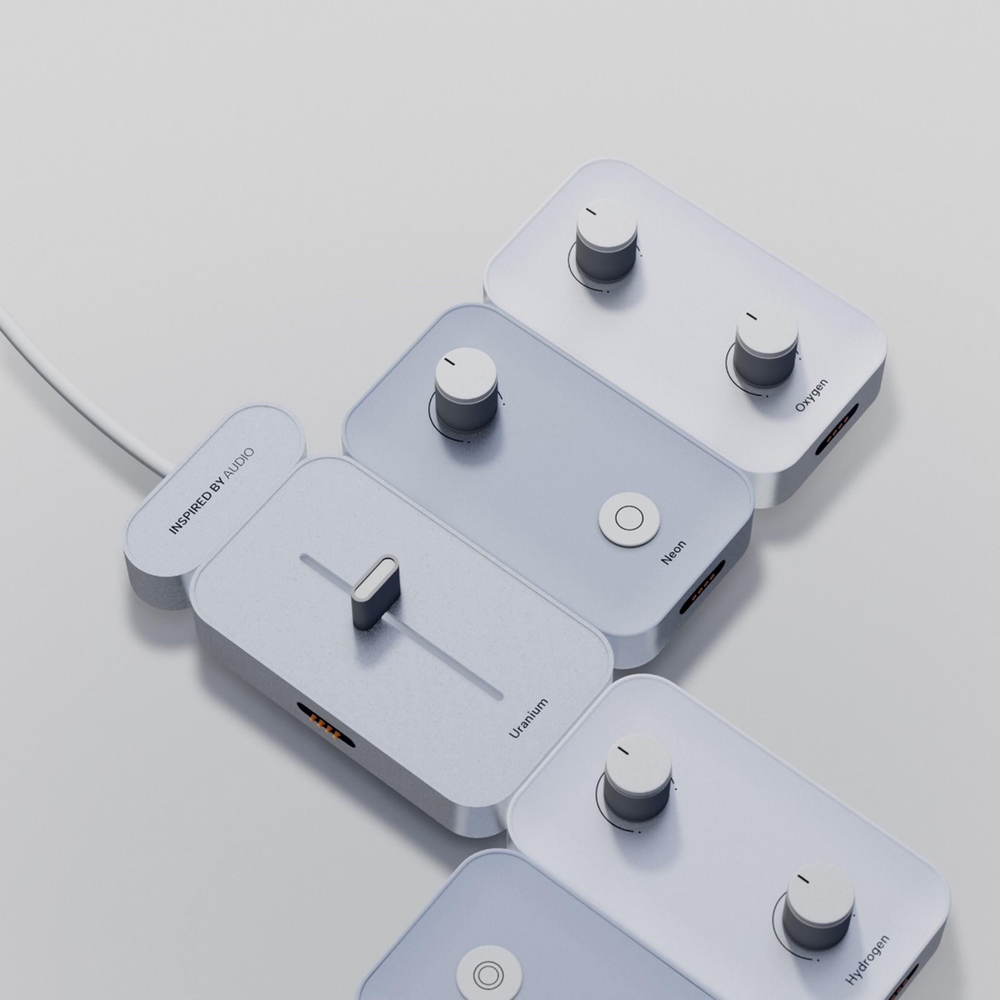 Oxygen
INSPIRED BY AUDIO
Neon
Uranium
Hydrogen